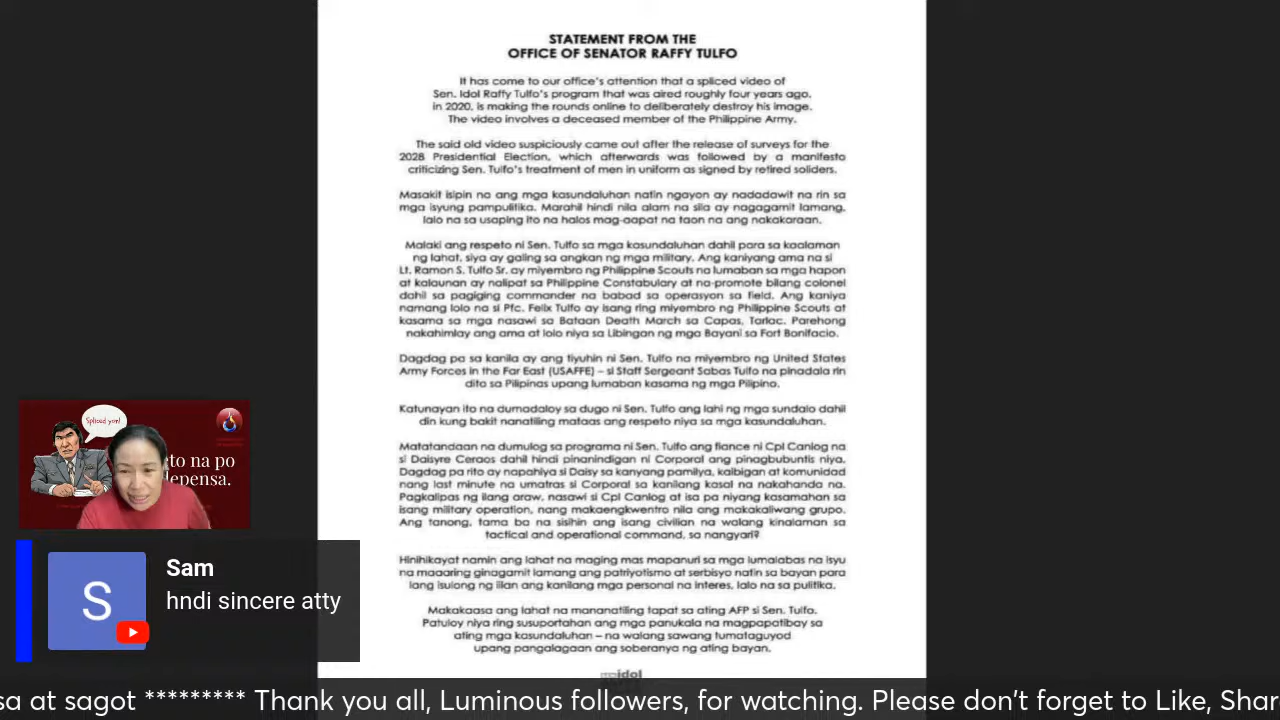 STATEMENT FROM THE
OFFICE OF SENATOR RAFFY TULFO
It has come to our office's attention that a spliced video of
Sen. Idol Raffy Tulfo's program that was aired roughly four years ago,
in 2020, is making the rounds online to deliberately destroy his image.
The video involves a deceased member of the Philippine Army.
The said old video suspiciously came out after the release of surveys for the
2028 Presidential Election, which afterwards was followed by a manifesto
criticizing Sen. Tulfo's treatment of men in uniform as signed by retired soliders.
Masakit isipin na ang mga kasundaluhan natin ngayon ay nadadawit na rin sa
mga isyung pampulitika. Marahil hindi nila alam na sila ay nagagamit lamang,
lalo na sa usaping ito na halos mag-aapat na taon na ang nakakaraan.
Malaki ang respeto ni Sen. Tulfo sa mga kasundaluhan dahil para sa kaalaman
ng lahat, siya ay galing sa angkan ng mga military. Ang kaniyang ama na si
Lt. Ramon S. Tulfo Sr. ay miyembro ng Philippine Scouts na lumaban sa mga hapon
at kalaunan ay nalipat sa Philippine Constabulary at na-promote bilang colonel
dahil sa pagiging commander na babad sa operasyon sa field. Ang kaniya
namang lolo na si Pfc. Felix Tulfo ay isang ring miyembro ng Philippine Scouts at
kasama sa mga nasawi sa Bataan Death March sa Capas, Tarlac. Parehong
nakahimlay ang ama at lolo niya sa Libingan ng mga Bayani sa Fort Bonifacio.
Dagdag pa sa kanila ay ang tiyuhin ni Sen. Tulfo na miyembro ng United States
Army Forces in the Far East (USAFFE) – si Staff Sergeant Sabas Tulfo na pinadala rin
dito sa Pilipinas upang lumaban kasama ng mga Pilipino.
Katunayan ito na dumadaloy sa dugo ni Sen. Tulfo ang lahi ng mga sundalo dahil
din kung bakit nanatiling mataas ang respeto niya sa mga kasundaluhan.
Matatandaan na dumulog sa programa ni Sen. Tulfo ang fiance ni Cpl Canlog na
si Daisyre Ceraos dahil hindi pinanindigan ni Corporal ang pinagbubuntis niya.
Dagdag pa rito ay napahiya si Daisy sa kanyang pamilya, kaibigan at komunidad
nang last minute na umatras si Corporal sa kanilang kasal na nakahanda na.
Pagkalipas ng ilang araw, nasawi si Cpl Canlog at isa pa niyang kasamahan sa
isang military operation, nang makaengkwentro nila ang makakaliwang grupo.
Ang tanong, tama ba na sisihin ang isang civilian na walang kinalaman sa
tactical and operational command, sa nangyari?
Hinihikayat namin ang lahat na maging mas mapanuri sa mga lumalabas na isyu
na maaaring ginagamit lamang ang patriyotismo at serbisyo natin sa bayan para
lang isulong ng iilan ang kanilang mga personal na interes, lalo na sa pulitika.
Makakaasa ang lahat na mananatiling tapat sa ating AFP si Sen. Tulfo.
Patuloy niya ring susuportahan ang mga panukala na magpapatibay sa
ating mga kasundaluhan – na walang sawang tumataguyod
upang pangalagaan ang soberanya ng ating bayan.
idol
Spliced yan!
ito na po
depensa.
S
Sam
hndi sincere atty
sa at sagot ********* Thank you all, Luminous followers, for watching. Please don't forget to Like, Shar